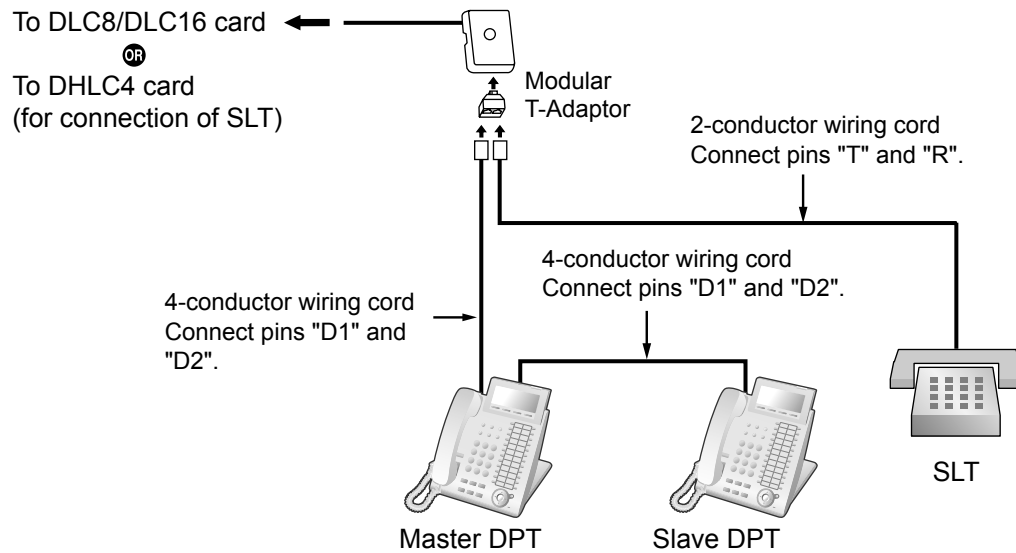 To DLC8/DLC16 card
OR
To DHLC4 card
(for connection of SLT)
Modular
T-Adaptor
2-conductor wiring cord
Connect pins "T" and "R".
4-conductor wiring cord
Connect pins "D1" and "D2".
4-conductor wiring cord
Connect pins "D1" and
"D2".
SLT
Master DPT
Slave DPT